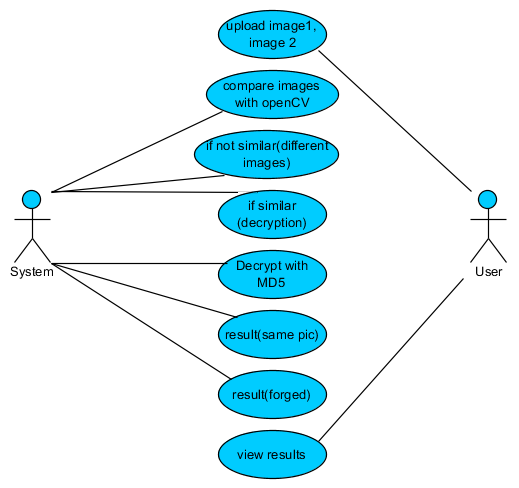 upload image1,
image 2
compare images
with openCV
if not similar(different
images)
if similar
(decryption)
System
User
Decrypt with
MD5
result(same pic)
result(forged)
view results